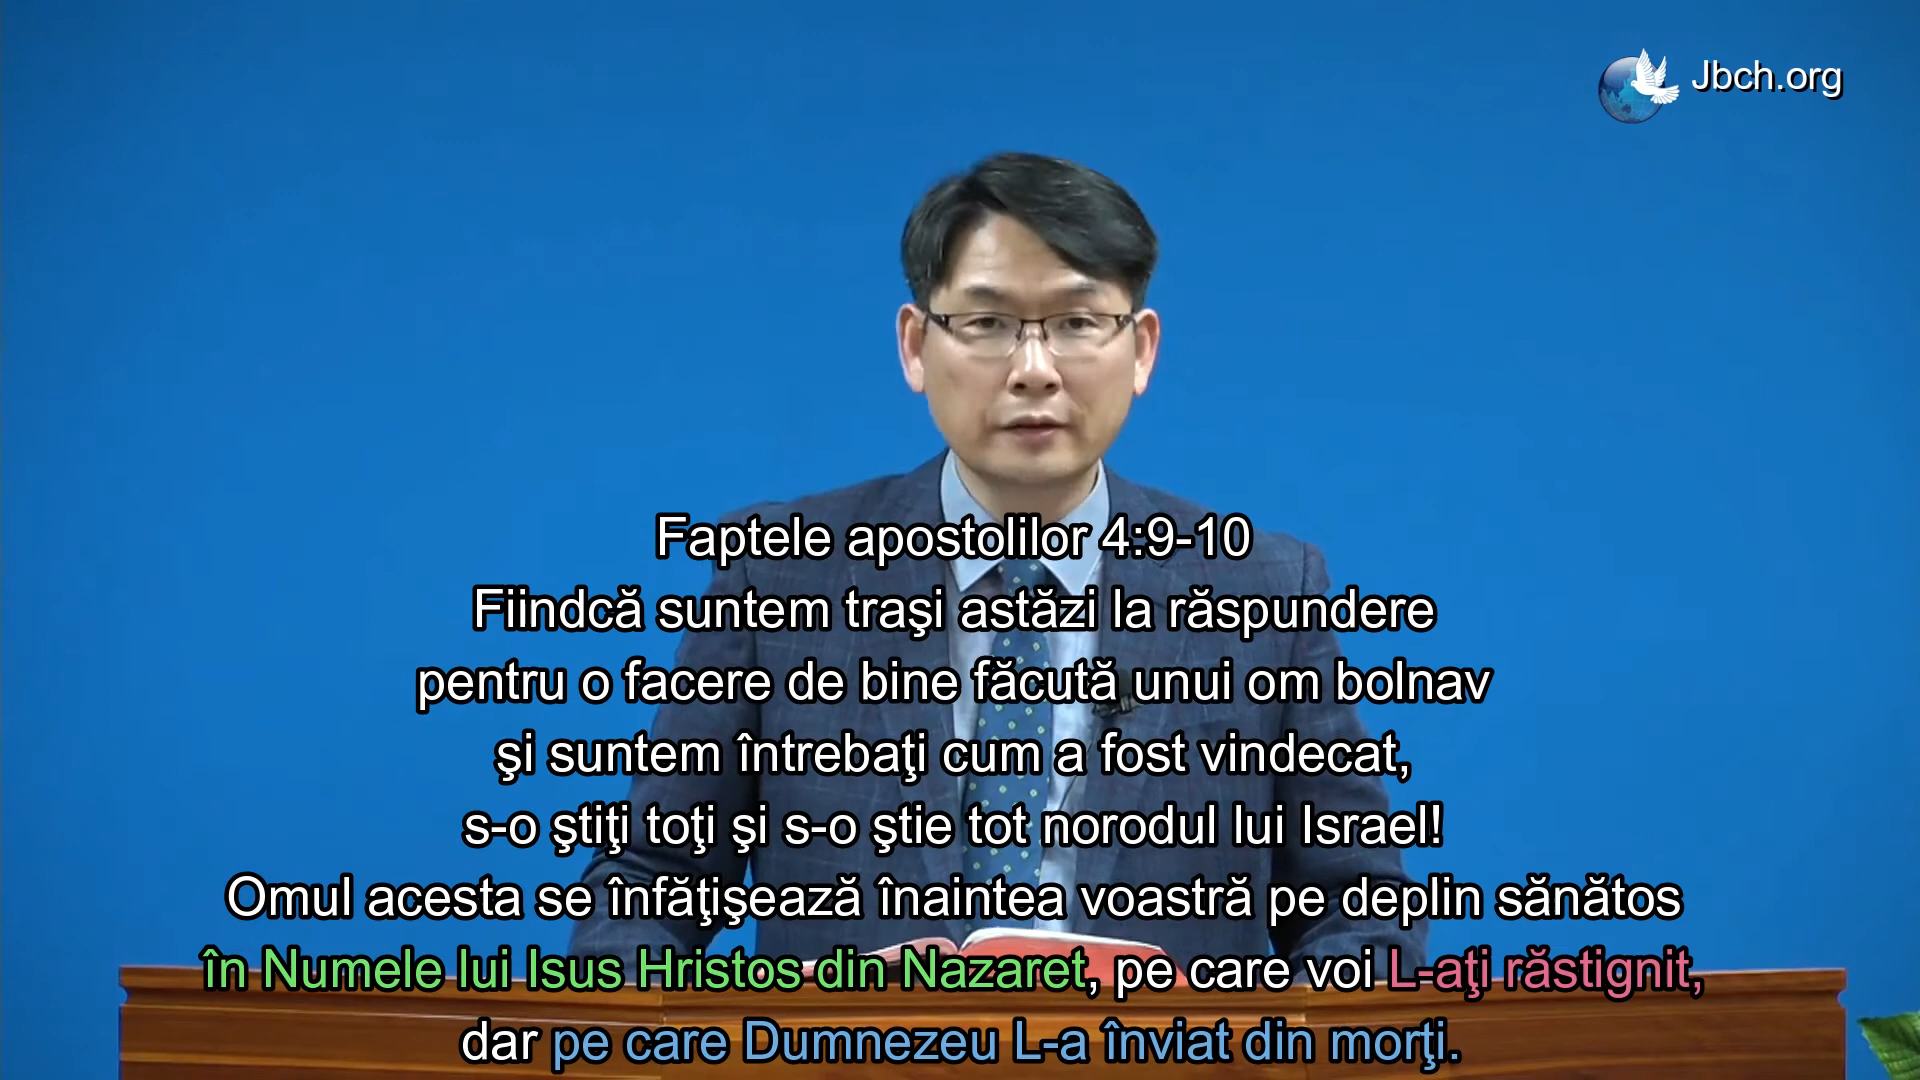 Jbch.org
Faptele apostolilor 4:9-10
Fiindcă suntem traşi astăzi la răspundere
pentru o facere de bine făcută unui om bolnav
şi suntem întrebaţi cum a fost vindecat,
s-o ştiţi toţi şi s-o ştie tot norodul lui Israel!
Omul acesta se înfăţişează înaintea voastră pe deplin sănătos
în Numele lui Isus Hristos din Nazaret, pe care voi L-aţi răstignit,
dar pe care Dumnezeu L-a înviat din morţi.